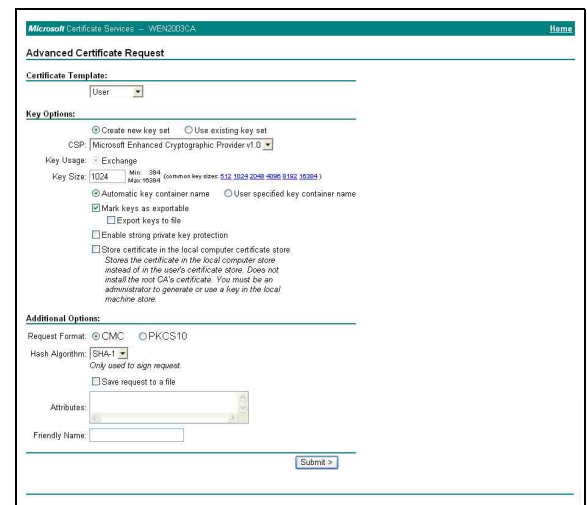 Microsoft Certificate Services -- WEN2003CA Home
Advanced Certificate Request
Certificate Template:
User
Key Options:
Create new key set Use existing key set
CSP: Microsoft Enhanced Cryptographic Provider v1.0
Key Usage: Exchange
Key Size: 1024 Min: 384 Max:16384 (common key sizes: 512 1024 2048 4096 8192 16384 )
Automatic key container name User specified key container name
Mark keys as exportable
Export keys to file
Enable strong private key protection
Store certificate in the local computer certificate store
Stores the certificate in the local computer store
instead of in the user's certificate store. Does not
install the root CA's certificate. You must be an
administrator to generate or use a key in the local
machine store.
Additional Options:
Request Format: CMC PKCS10
Hash Algorithm: SHA-1
Only used to sign request.
Save request to a file
Attributes:
Friendly Name:
Submit >